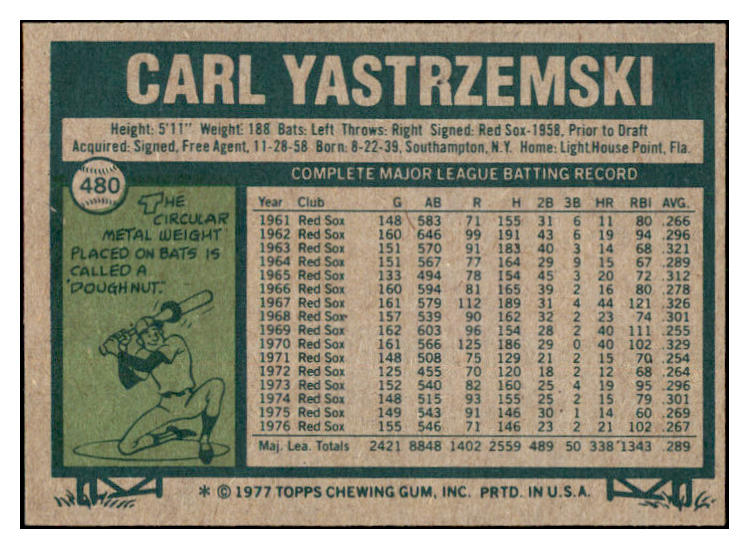 CARL YASTRZEMSKI
Height: 5'11" Weight: 188 Bats: Left Throws: Right Signed: Red Sox-1958, Prior to Draft
Acquired: Signed, Free Agent, 11-28-58 Born: 8-22-39, Southampton, N.Y. Home: Light House Point, Fla.
480
THE
CIRCULAR
METAL WEIGHT
PLACED ON BATS IS
CALLED A
"DOUGHNUT."
COMPLETE MAJOR LEAGUE BATTING RECORD
Year Club G AB R H 2B 3B HR RBI AVG.
1961 Red Sox 148 583 71 155 31 6 11 80 .266
1962 Red Sox 160 646 99 191 43 6 19 94 .296
1963 Red Sox 151 570 91 183 40 3 14 68 .321
1964 Red Sox 151 567 77 164 29 9 15 67 .289
1965 Red Sox 133 494 78 154 45 3 20 72 .312
1966 Red Sox 160 594 81 165 39 2 16 80 .278
1967 Red Sox 161 579 112 189 31 4 44 121 .326
1968 Red Sox 157 539 90 162 32 2 23 74 .301
1969 Red Sox 162 603 96 154 28 2 40 111 .255
1970 Red Sox 161 566 125 186 29 0 40 102 .329
1971 Red Sox 148 508 75 129 21 2 15 70 .254
1972 Red Sox 125 455 70 120 18 2 12 68 .264
1973 Red Sox 152 540 82 160 25 4 19 95 .296
1974 Red Sox 148 515 93 155 25 2 15 79 .301
1975 Red Sox 149 543 91 146 30 1 14 60 .269
1976 Red Sox 155 546 71 146 23 2 21 102 .267
Maj. Lea. Totals 2421 8848 1402 2559 489 50 338 1343 .289
* © 1977 TOPPS CHEWING GUM, INC. PRTD. IN U.S.A.